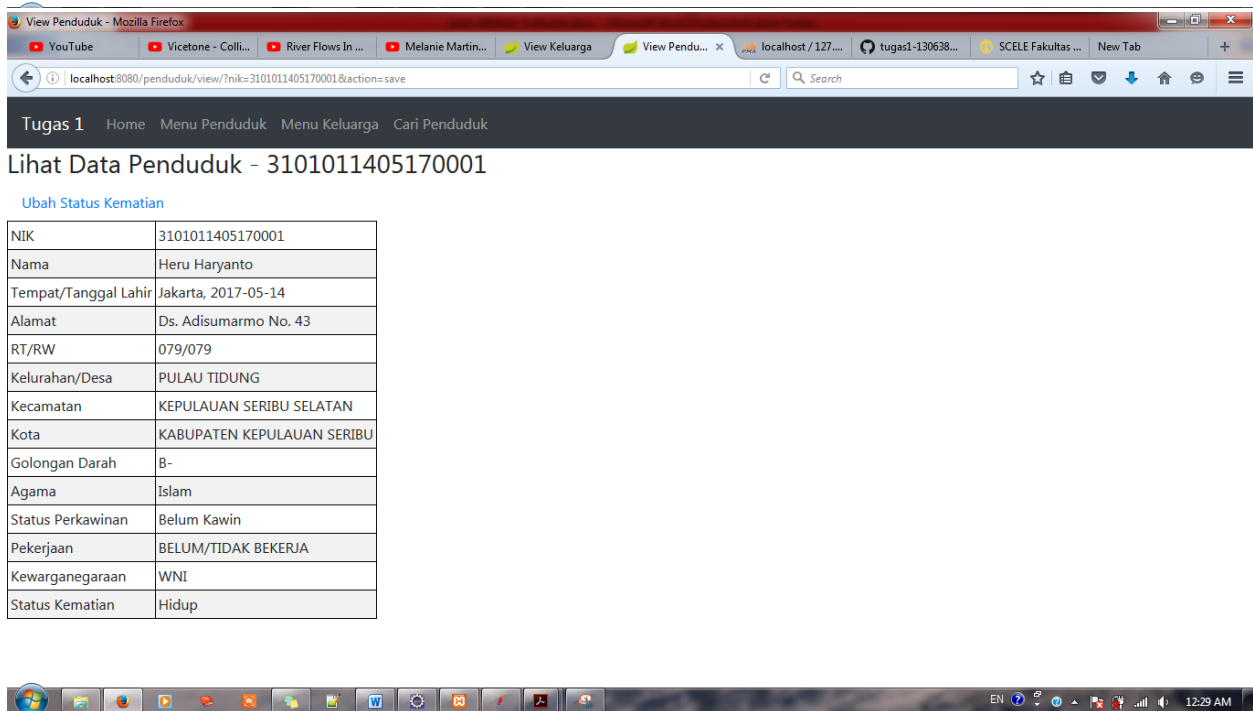 View Penduduk - Mozilla Firefox
YouTube Vicetone - Colli... River Flows In ... Melanie Martin... View Keluarga View Pendu... localhost / 127.... tugas1-130638... SCELE Fakultas ... New Tab
localhost:8080/penduduk/view/?nik=3101011405170001&action=save Search
Tugas 1 Home Menu Penduduk Menu Keluarga Cari Penduduk
Lihat Data Penduduk - 3101011405170001
Ubah Status Kematian
NIK 3101011405170001
Nama Heru Haryanto
Tempat/Tanggal Lahir Jakarta, 2017-05-14
Alamat Ds. Adisumarmo No. 43
RT/RW 079/079
Kelurahan/Desa PULAU TIDUNG
Kecamatan KEPULAUAN SERIBU SELATAN
Kota KABUPATEN KEPULAUAN SERIBU
Golongan Darah B-
Agama Islam
Status Perkawinan Belum Kawin
Pekerjaan BELUM/TIDAK BEKERJA
Kewarganegaraan WNI
Status Kematian Hidup
EN 12:29 AM